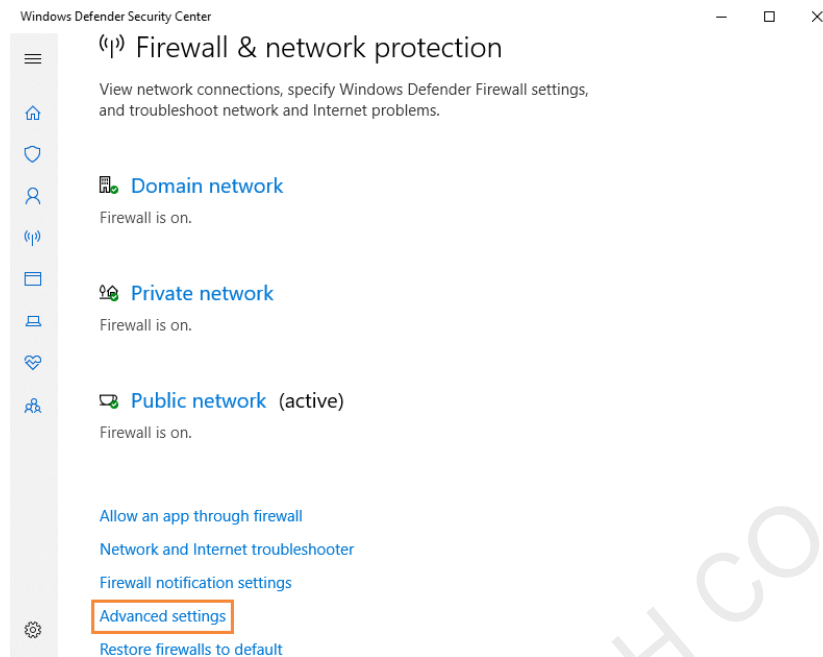 Windows Defender Security Center
Firewall & network protection
View network connections, specify Windows Defender Firewall settings,
and troubleshoot network and Internet problems.
Domain network
Firewall is on.
Private network
Firewall is on.
Public network (active)
Firewall is on.
Allow an app through firewall
Network and Internet troubleshooter
Firewall notification settings
Advanced settings
Restore firewalls to default
H CO